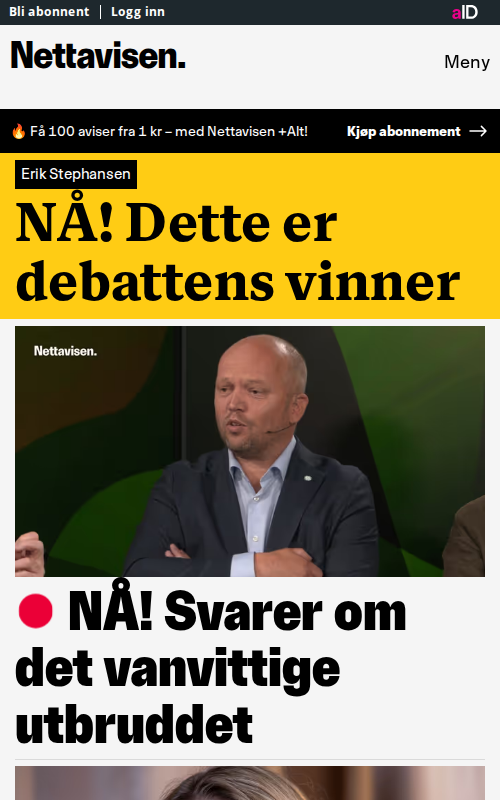 Bli abonnent | Logg inn
aID
Nettavisen.
Meny
🔥 Få 100 aviser fra 1 kr – med Nettavisen +Alt!
Kjøp abonnement →
Erik Stephansen
NÅ! Dette er
debattens vinner
Nettavisen.
NÅ! Svarer om
det vanvittige
utbruddet